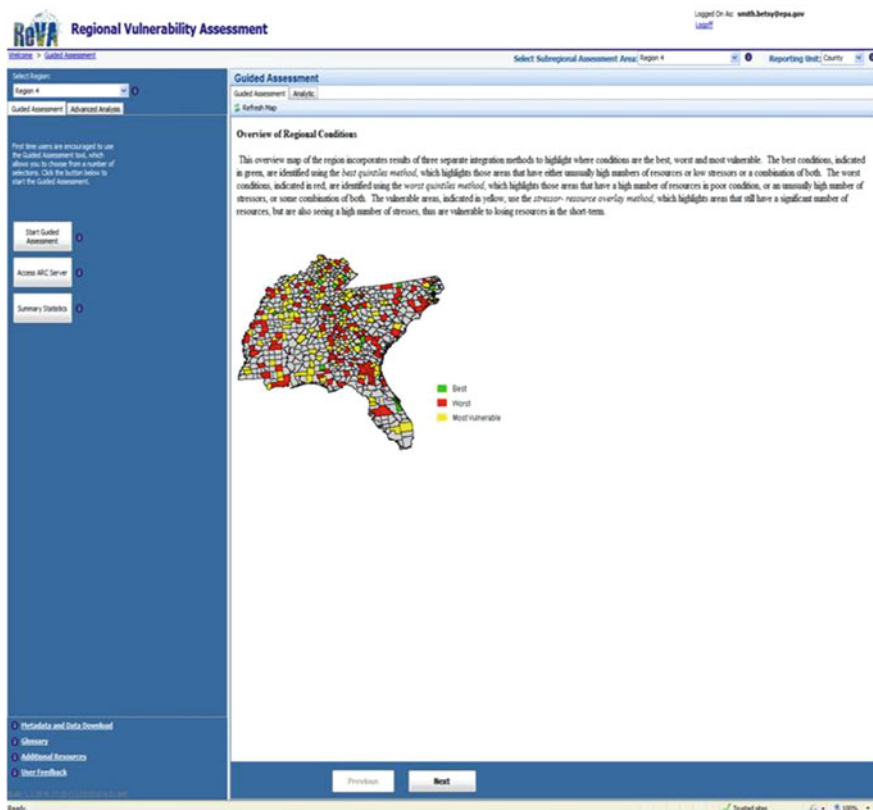 ReVA Regional Vulnerability Assessment
Logged On As: smith.betsy@epa.gov
Logoff
Welcome > Guided Assessment
Select Subregional Assessment Area: Region 4
Reporting Unit: County
Select Region:
Region 4
Guided Assessment Advanced Analysis
First time users are encouraged to use
the Guided Assessment tool, which
allows you to choose from a number of
selections. Click the button below to
start the Guided Assessment.
Start Guided
Assessment
Access ARC Server
Summary Statistics
Metadata and Data Download
Glossary
Additional Resources
User Feedback
Guided Assessment
Guided Assessment Analytic
Refresh Map
Overview of Regional Conditions
This overview map of the region incorporates results of three separate integration methods to highlight where conditions are the best, worst and most vulnerable. The best conditions, indicated
in green, are identified using the best quintiles method, which highlights those areas that have either unusually high numbers of resources or low stressors or a combination of both. The worst
conditions, indicated in red, are identified using the worst quintiles method, which highlights those areas that have a high number of resources in poor condition, or an unusually high number of
stressors, or some combination of both. The vulnerable areas, indicated in yellow, use the stressor-resource overlay method, which highlights areas that still have a significant number of
resources, but are also seeing a high number of stresses, thus are vulnerable to losing resources in the short-term.
Best
Worst
Most Vulnerable
Previous Next
Ready
Trusted sites
100%